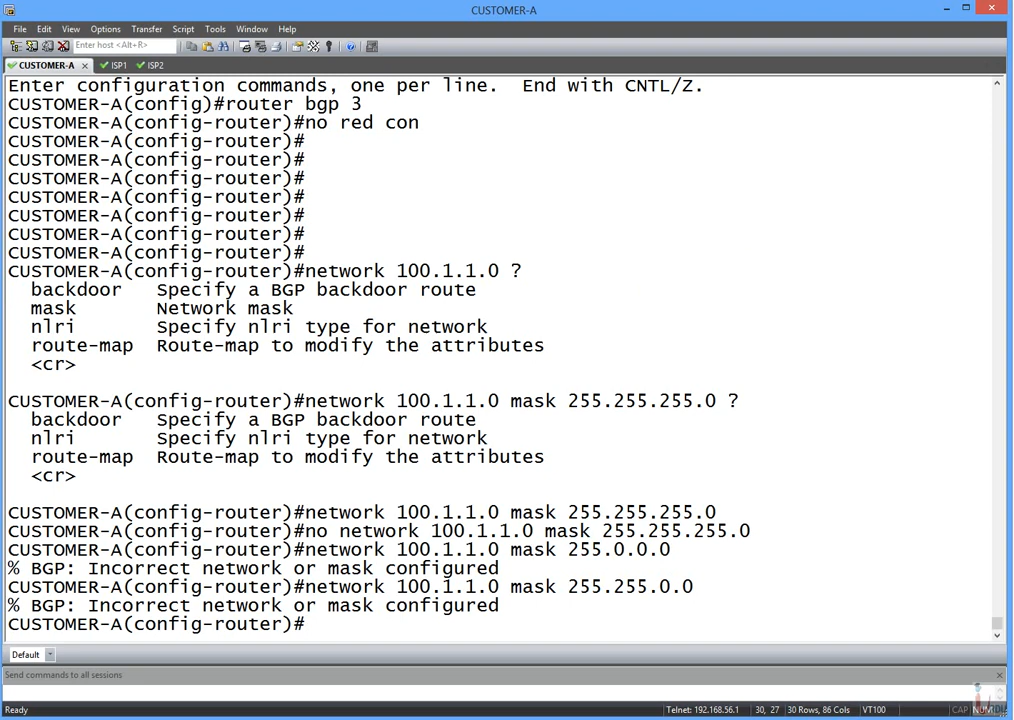 CUSTOMER-A
File Edit View Options Transfer Script Tools Window Help
Enter host <Alt+R>
CUSTOMER-A ISP1 ISP2
Enter configuration commands, one per line.  End with CNTL/Z.
CUSTOMER-A(config)#router bgp 3
CUSTOMER-A(config-router)#no red con
CUSTOMER-A(config-router)#
CUSTOMER-A(config-router)#
CUSTOMER-A(config-router)#
CUSTOMER-A(config-router)#
CUSTOMER-A(config-router)#
CUSTOMER-A(config-router)#
CUSTOMER-A(config-router)#
CUSTOMER-A(config-router)#network 100.1.1.0 ?
  backdoor   Specify a BGP backdoor route
  mask       Network mask
  nlri       Specify nlri type for network
  route-map  Route-map to modify the attributes
  <cr>
CUSTOMER-A(config-router)#network 100.1.1.0 mask 255.255.255.0 ?
  backdoor   Specify a BGP backdoor route
  nlri       Specify nlri type for network
  route-map  Route-map to modify the attributes
  <cr>
CUSTOMER-A(config-router)#network 100.1.1.0 mask 255.255.255.0
CUSTOMER-A(config-router)#no network 100.1.1.0 mask 255.255.255.0
CUSTOMER-A(config-router)#network 100.1.1.0 mask 255.0.0.0
% BGP: Incorrect network or mask configured
CUSTOMER-A(config-router)#network 100.1.1.0 mask 255.255.0.0
% BGP: Incorrect network or mask configured
CUSTOMER-A(config-router)#
Default
Send commands to all sessions
Ready Telnet: 192.168.56.1 30, 27 30 Rows, 86 Cols VT100 CAP NUM